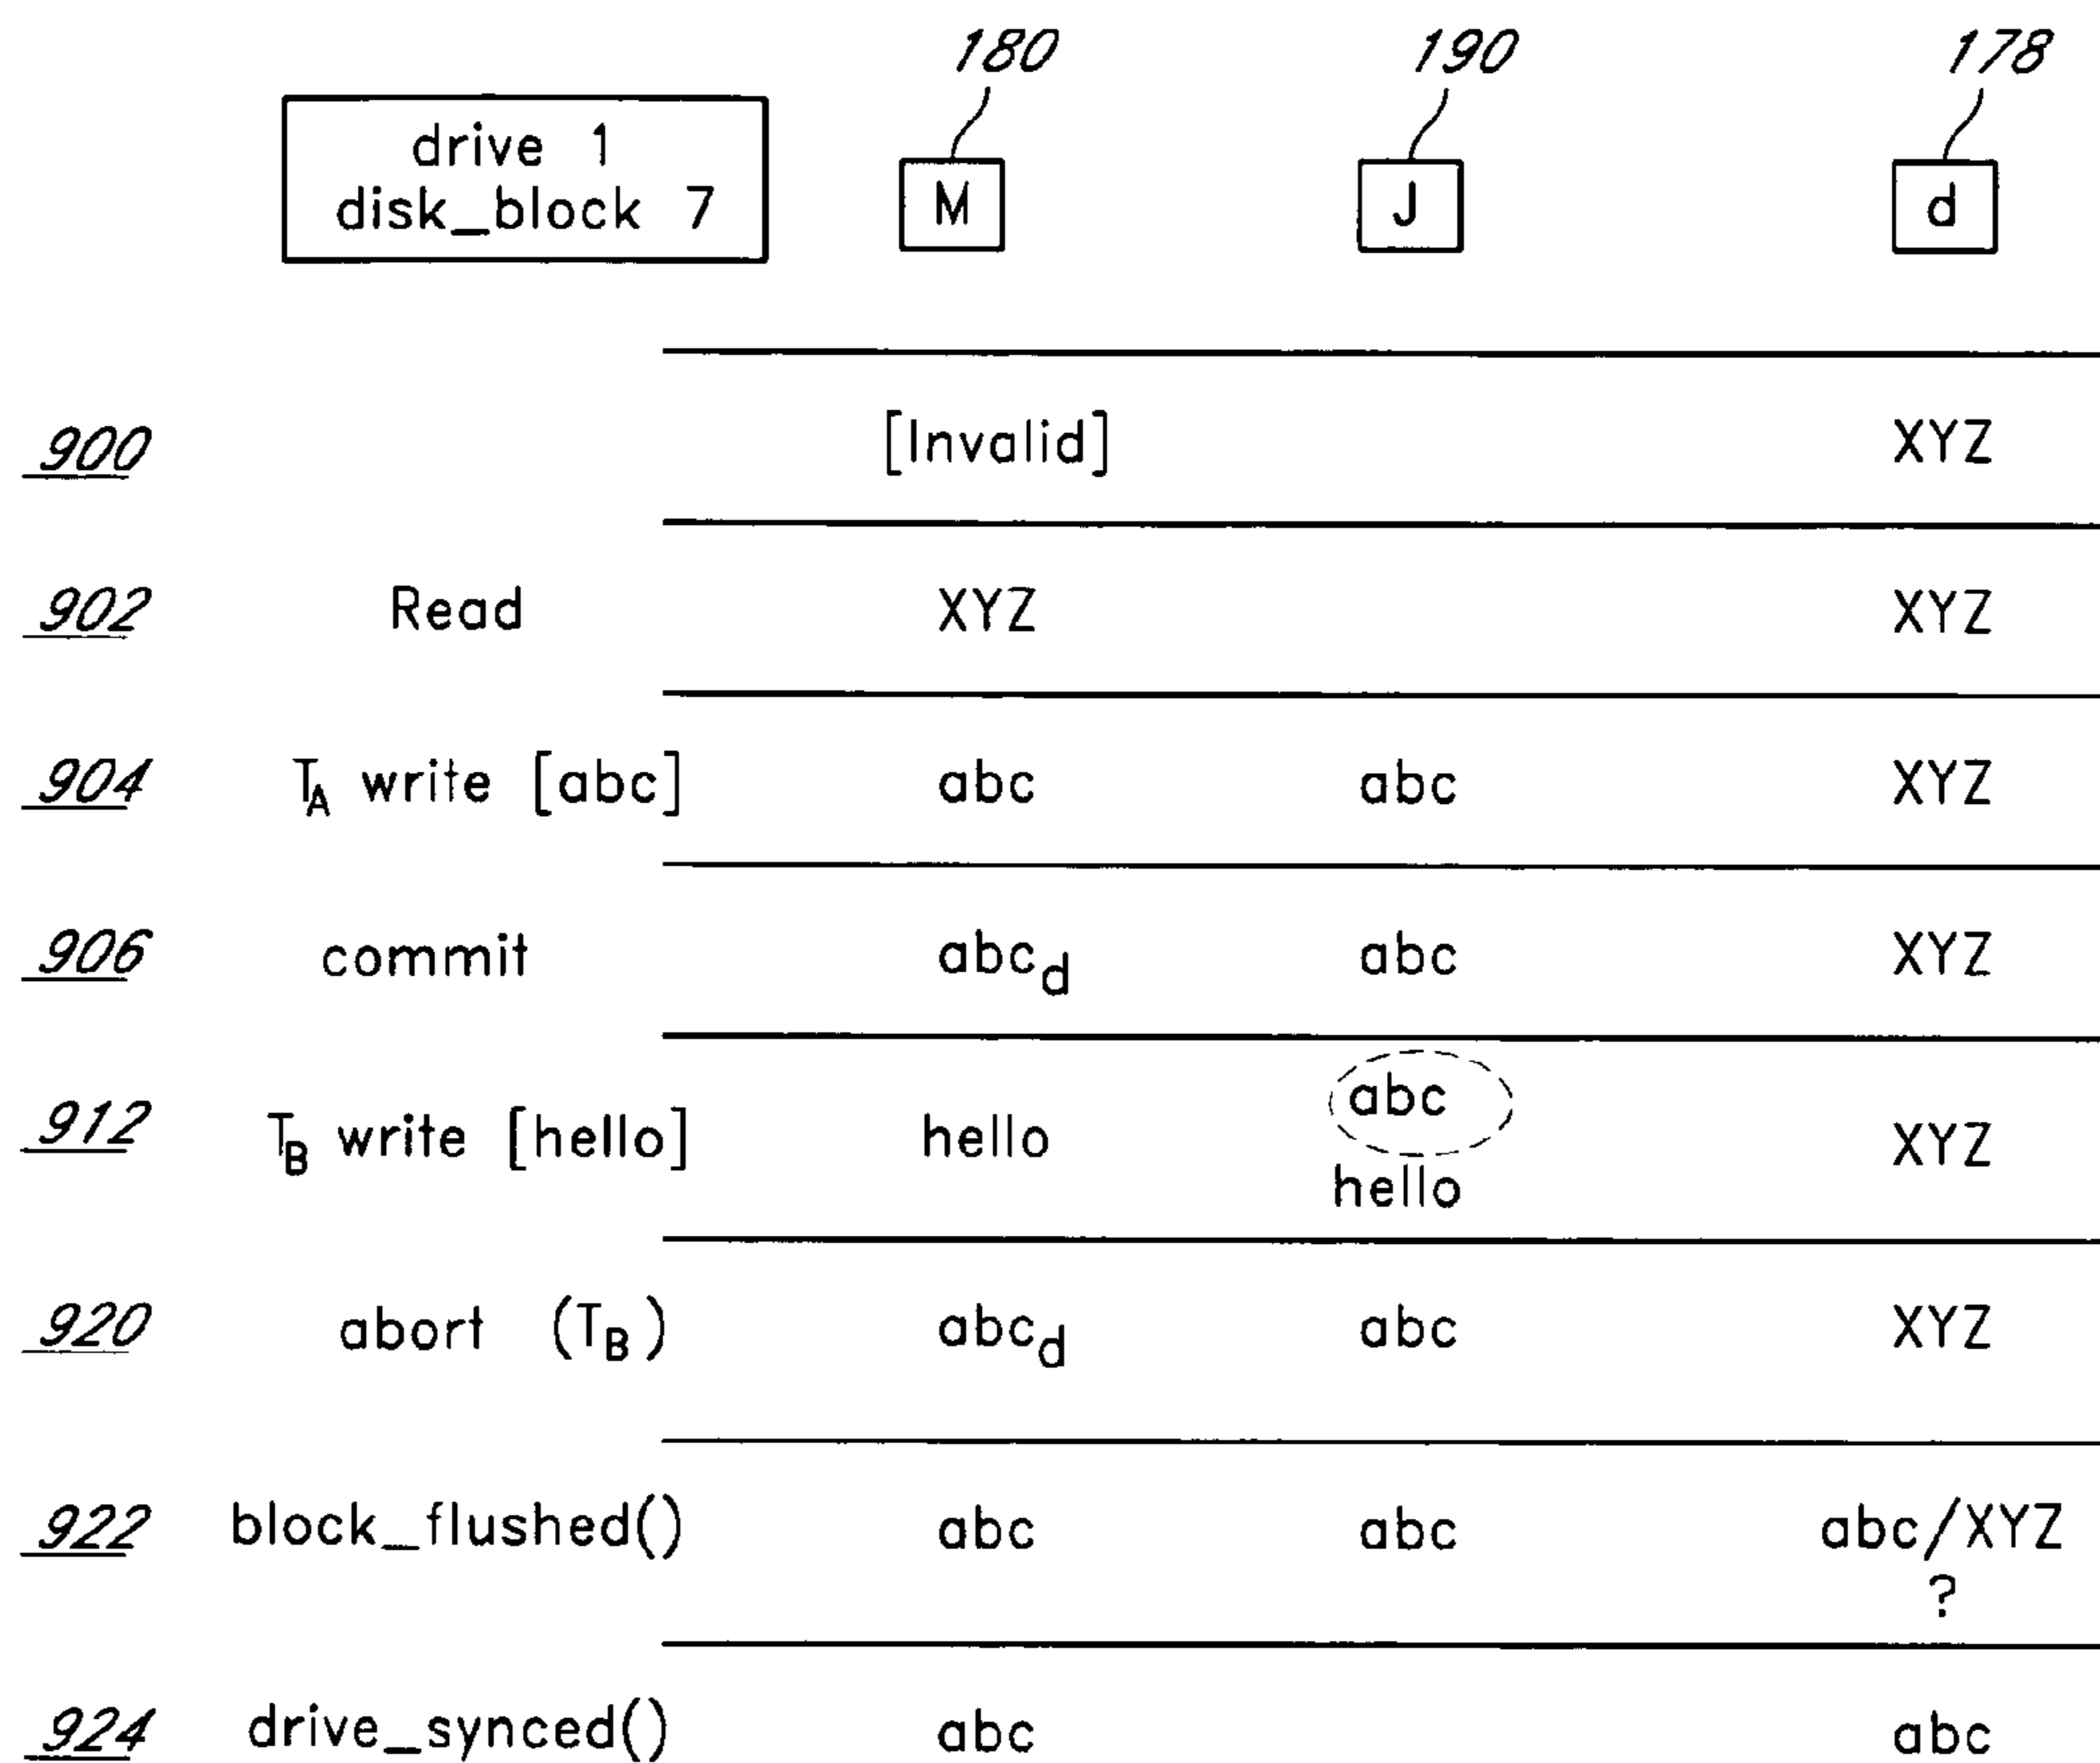 180 190 178
drive 1
disk_block 7
M J d
900 [Invalid] XYZ
902 Read XYZ XYZ
904 TA write [abc] abc abc XYZ
906 commit abcd abc XYZ
abc
912 TB write [hello] hello XYZ
hello
920 abort (TB) abcd abc XYZ
922 block_flushed() abc abc abc/XYZ
?
924 drive_synced() abc abc